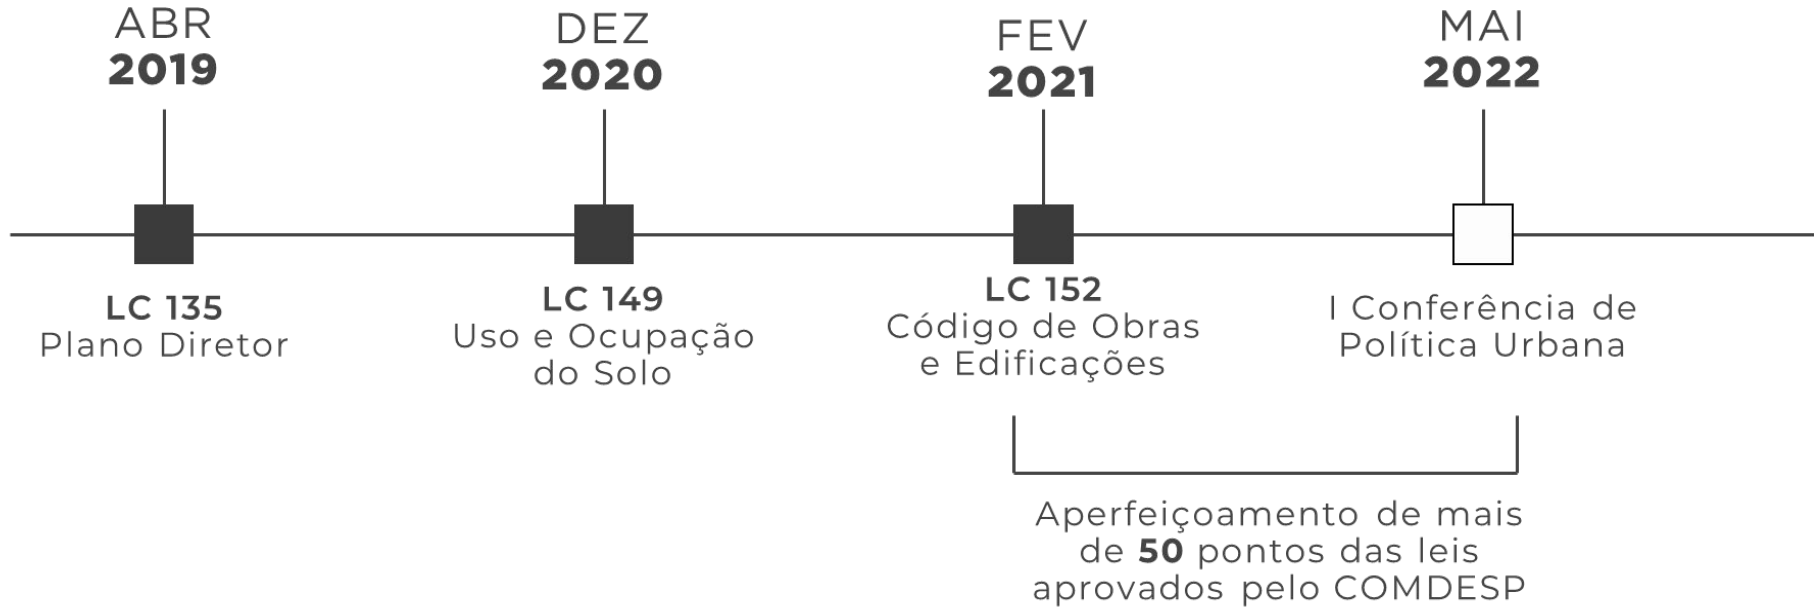 ABR
2019
LC 135
Plano Diretor
DEZ
2020
LC 149
Uso e Ocupação
do Solo
FEV
2021
LC 152
Código de Obras
e Edificações
MAI
2022
I Conferência de
Política Urbana
Aperfeiçoamento de mais
de 50 pontos das leis
aprovados pelo COMDESP